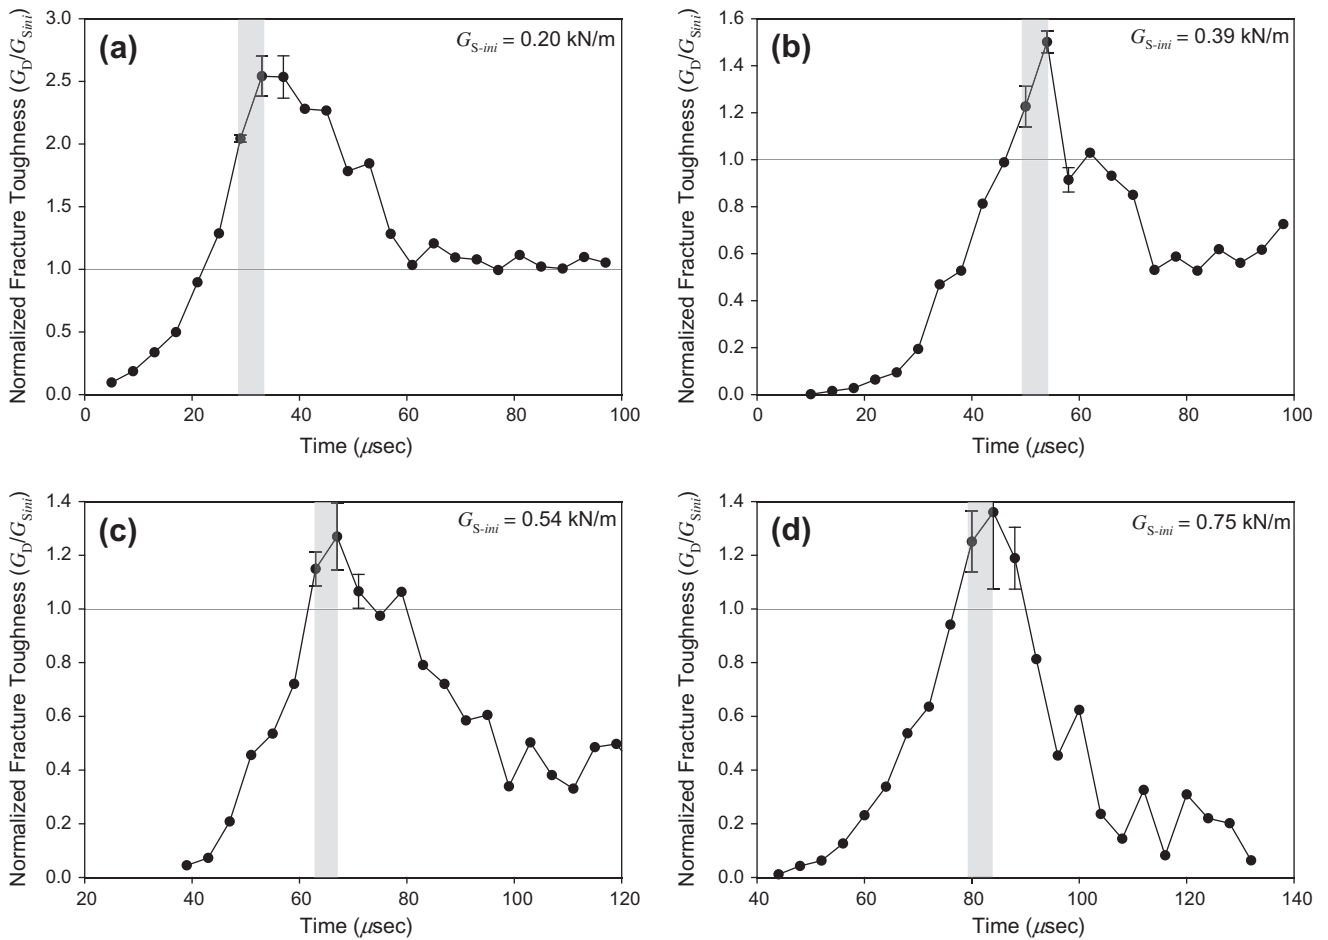 (a)
G_S-ini = 0.20 kN/m
Normalized Fracture Toughness (G_D/G_Sini)
3.0
2.5
2.0
1.5
1.0
0.5
0.0
0 20 40 60 80 100
Time (μsec)
(b)
G_S-ini = 0.39 kN/m
Normalized Fracture Toughness (G_D/G_Sini)
1.6
1.4
1.2
1.0
0.8
0.6
0.4
0.2
0.0
0 20 40 60 80 100
Time (μsec)
(c)
G_S-ini = 0.54 kN/m
Normalized Fracture Toughness (G_D/G_Sini)
1.4
1.2
1.0
0.8
0.6
0.4
0.2
0.0
20 40 60 80 100 120
Time (μsec)
(d)
G_S-ini = 0.75 kN/m
Normalized Fracture Toughness (G_D/G_Sini)
1.4
1.2
1.0
0.8
0.6
0.4
0.2
0.0
40 60 80 100 120 140
Time (μsec)